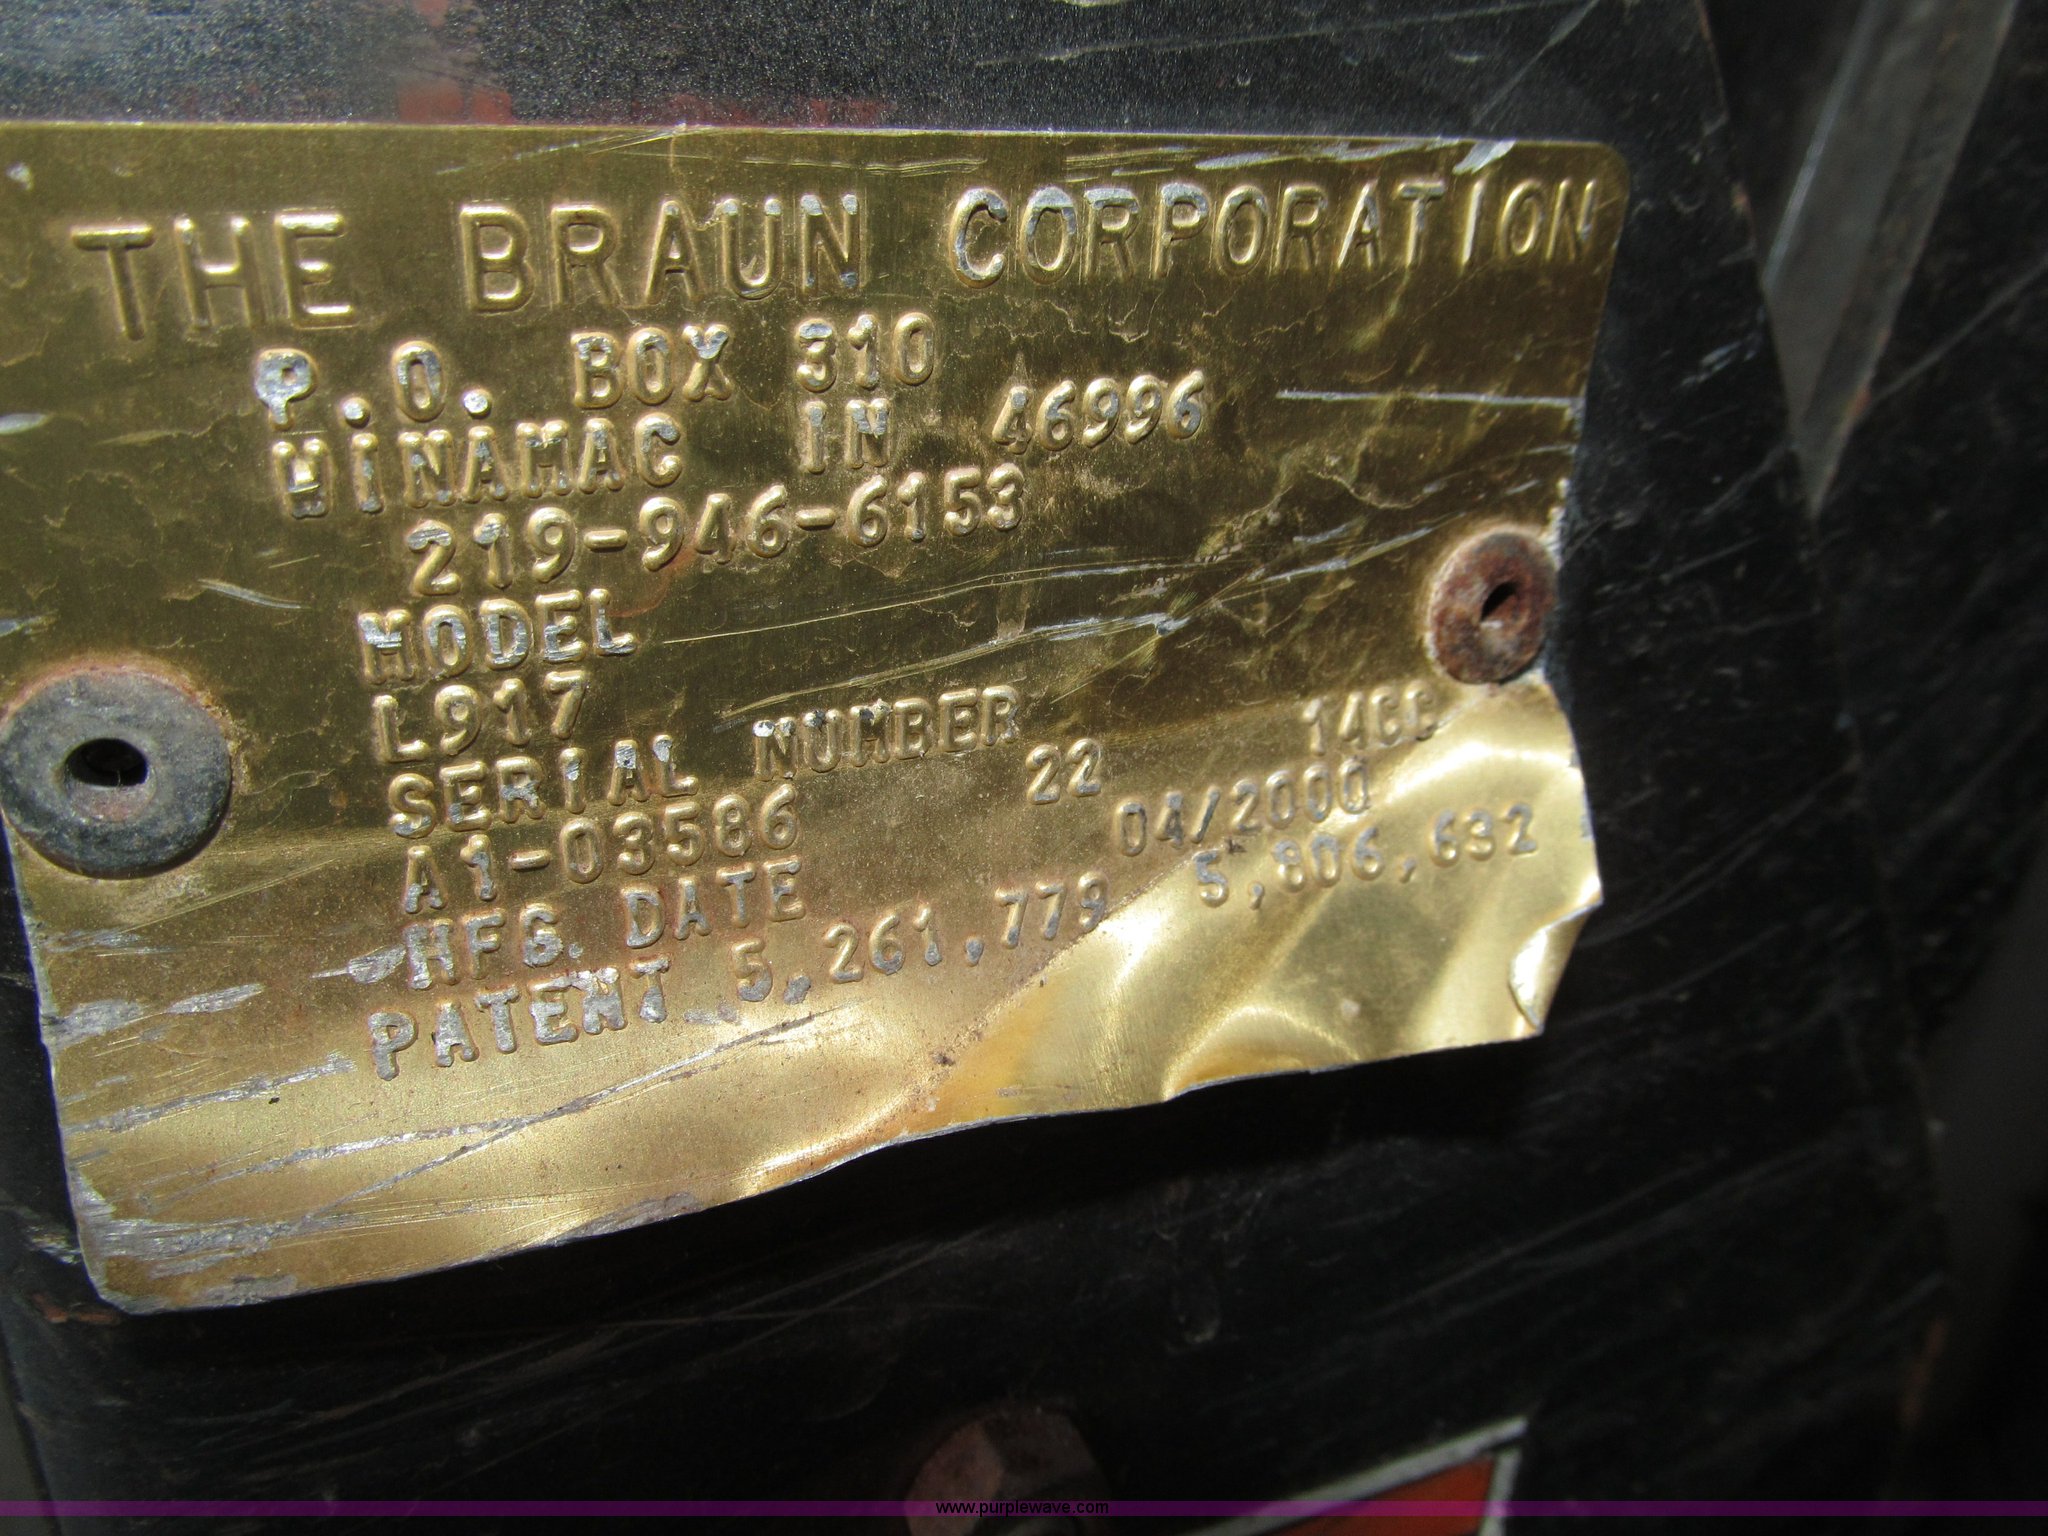 THE BRAUN CORPORATION
P.O. BOX 310
WINAMAC IN 46996
219-946-6153
MODEL
L917
SERIAL NUMBER
A1-03586 22
MFG. DATE 04/2000
PATENT 5,261,779 5,806,632
www.purplewave.com